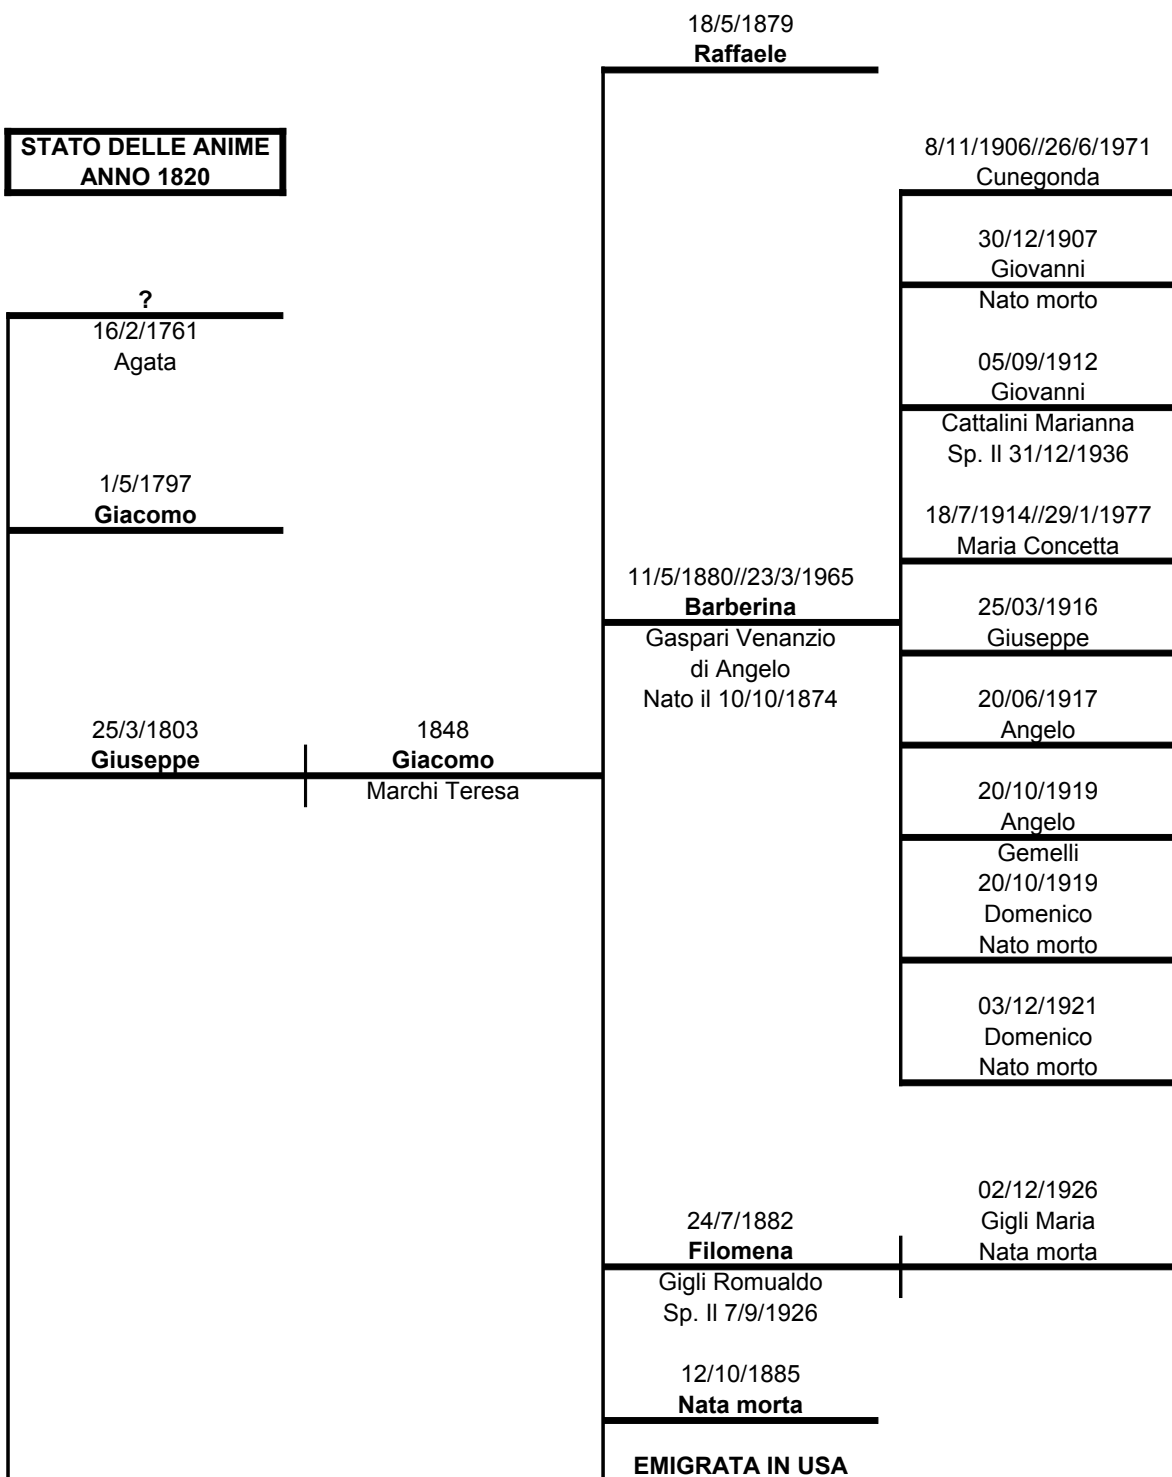 18/5/1879
Raffaele
STATO DELLE ANIME
ANNO 1820
?
16/2/1761
Agata
1/5/1797
Giacomo
25/3/1803
Giuseppe
1848
Giacomo
Marchi Teresa
11/5/1880//23/3/1965
Barberina
Gaspari Venanzio
di Angelo
Nato il 10/10/1874
8/11/1906//26/6/1971
Cunegonda
30/12/1907
Giovanni
Nato morto
05/09/1912
Giovanni
Cattalini Marianna
Sp. Il 31/12/1936
18/7/1914//29/1/1977
Maria Concetta
25/03/1916
Giuseppe
20/06/1917
Angelo
20/10/1919
Angelo
Gemelli
20/10/1919
Domenico
Nato morto
03/12/1921
Domenico
Nato morto
24/7/1882
Filomena
Gigli Romualdo
Sp. Il 7/9/1926
02/12/1926
Gigli Maria
Nata morta
12/10/1885
Nata morta
EMIGRATA IN USA